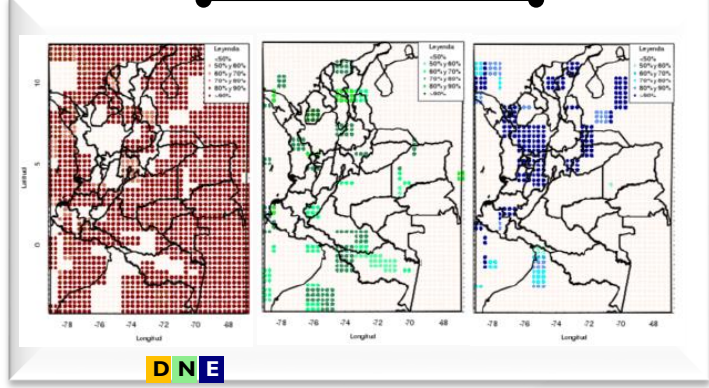 Leyenda
<50%
50% y 60%
60% y 70%
70% y 80%
80% y 90%
>90%
Latitud
10
5
0
-78 -76 -74 -72 -70 -68
Longitud
Leyenda
<50%
50% y 60%
60% y 70%
70% y 80%
80% y 90%
>90%
-78 -76 -74 -72 -70 -68
Longitud
Leyenda
<50%
50% y 60%
60% y 70%
70% y 80%
80% y 90%
>90%
-78 -76 -74 -72 -70 -68
Longitud
D N E